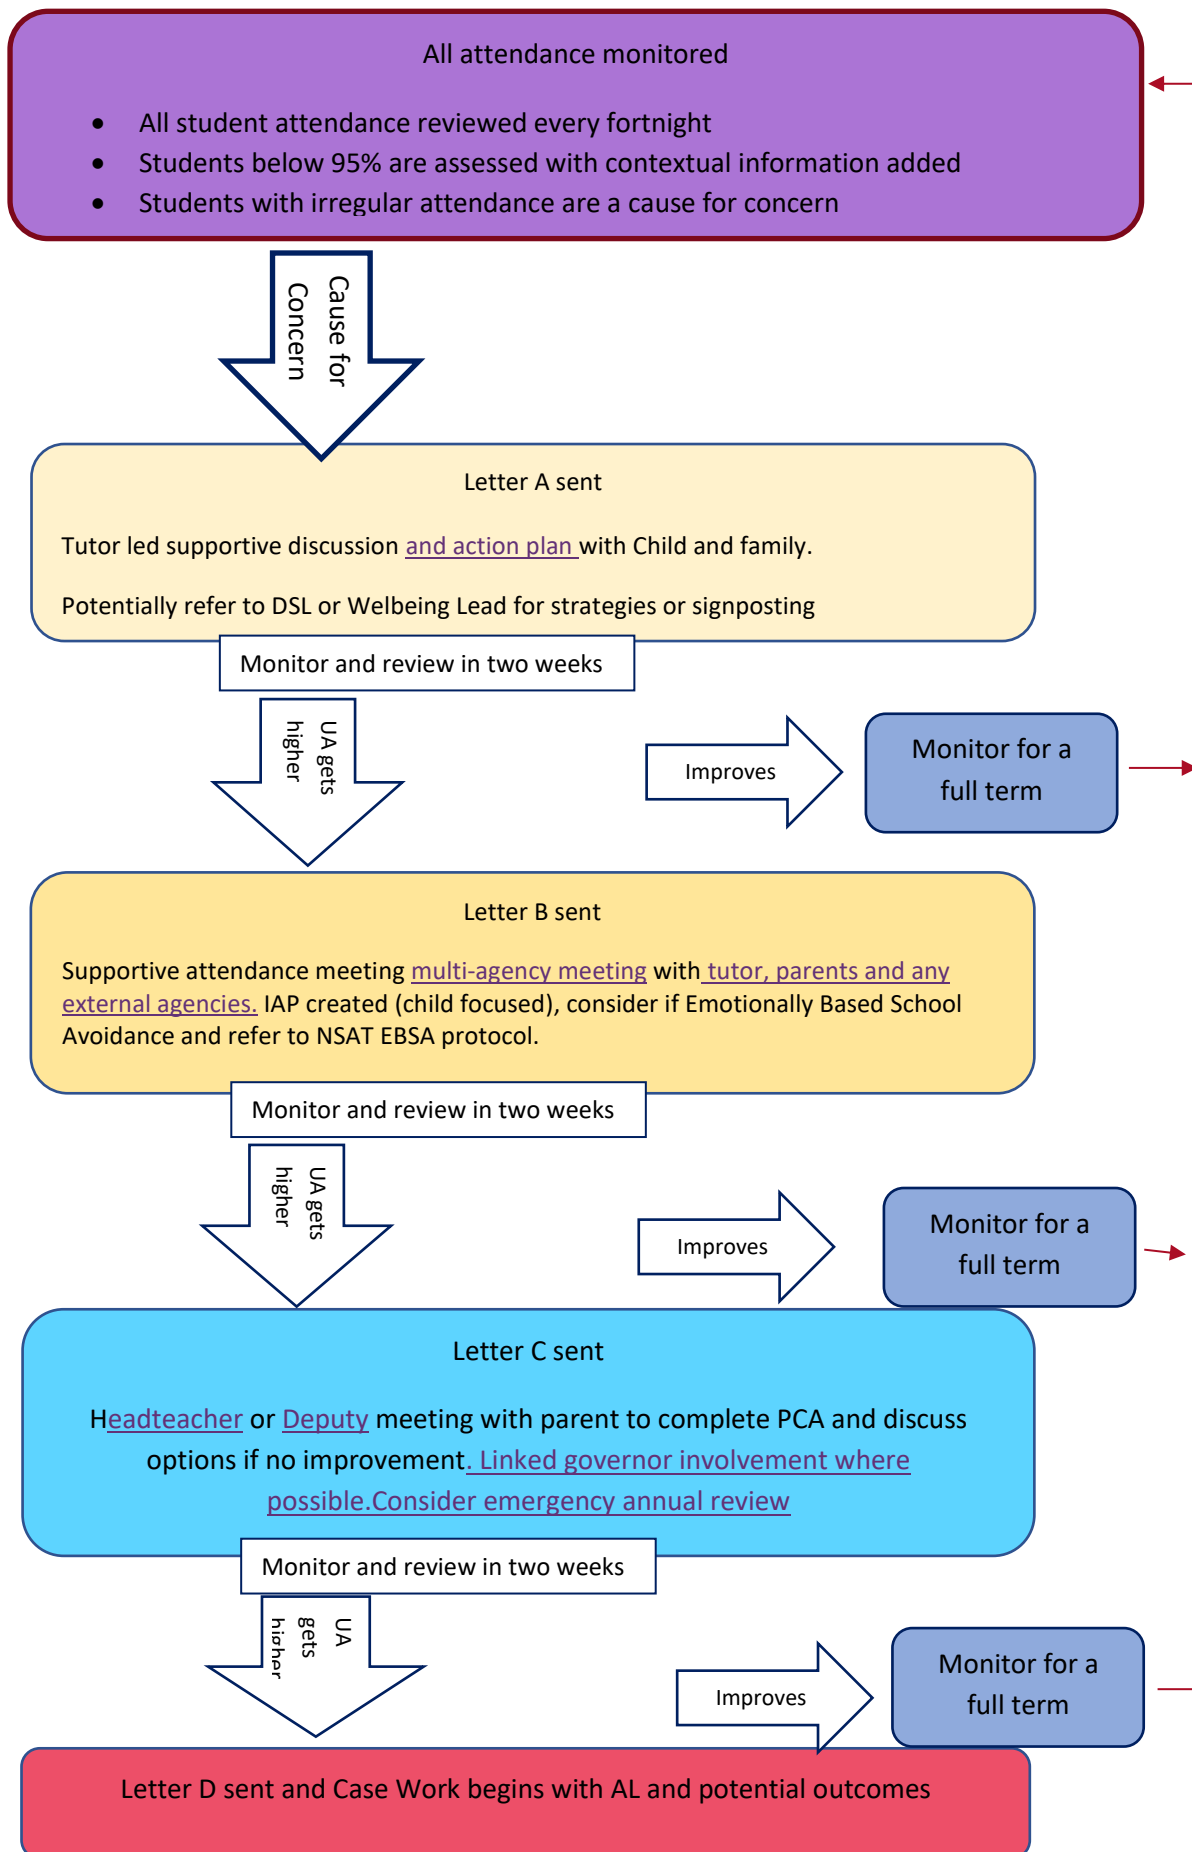 All attendance monitored
• All student attendance reviewed every fortnight
• Students below 95% are assessed with contextual information added
• Students with irregular attendance are a cause for concern
Cause for
Concern
Letter A sent
Tutor led supportive discussion and action plan with Child and family.
Potentially refer to DSL or Welbeing Lead for strategies or signposting
Monitor and review in two weeks
UA gets
higher
Improves
Monitor for a
full term
Letter B sent
Supportive attendance meeting multi-agency meeting with tutor, parents and any
external agencies. IAP created (child focused), consider if Emotionally Based School
Avoidance and refer to NSAT EBSA protocol.
Monitor and review in two weeks
UA gets
higher
Improves
Monitor for a
full term
Letter C sent
Headteacher or Deputy meeting with parent to complete PCA and discuss
options if no improvement. Linked governor involvement where
possible.Consider emergency annual review
Monitor and review in two weeks
UA
gets
higher
Improves
Monitor for a
full term
Letter D sent and Case Work begins with AL and potential outcomes